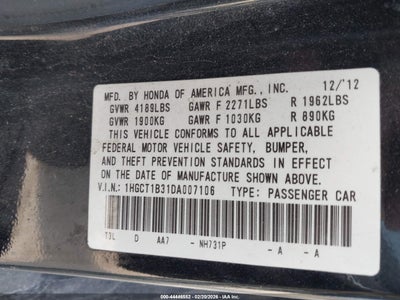 MFD. BY HONDA OF AMERICA MFG., INC. 12/'12
GVWR 4189LBS GAWR F 2271LBS R 1962LBS
GVWR 1900KG GAWR F 1030KG R 890KG
THIS VEHICLE CONFORMS TO ALL APPLICABLE
FEDERAL MOTOR VEHICLE SAFETY, BUMPER,
AND THEFT PREVENTION STANDARDS IN EFFECT
ON THE DATE OF MANUFACTURE SHOWN ABOVE.
V.I.N.: 1HGCT1B31DA007106 TYPE: PASSENGER CAR
T3L D AA7 - NH731P - A - A
000-44446552 - 02/20/2026 - IAA Holdings, LLC